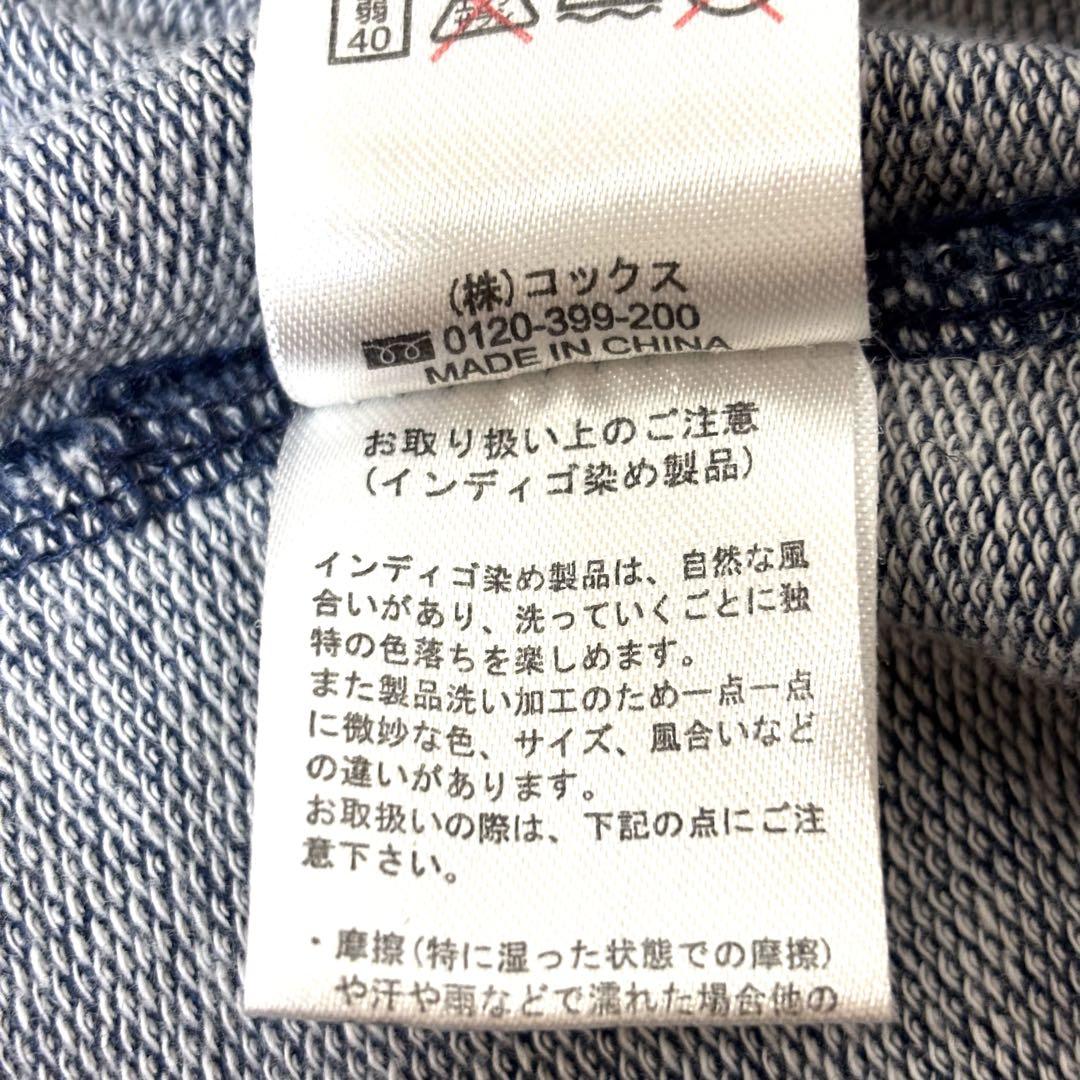 弱
40
(株)コックス
0120-399-200
MADE IN CHINA
お取り扱い上のご注意
(インディゴ染め製品)
インディゴ染め製品は、自然な風
合いがあり、洗っていくごとに独
特の色落ちを楽しめます。
また製品洗い加工のため一点一点
に微妙な色、サイズ、風合いなど
の違いがあります。
お取扱いの際は、下記の点にご注
意下さい。
・摩擦(特に湿った状態での摩擦)
や汗や雨などで濡れた場合他の